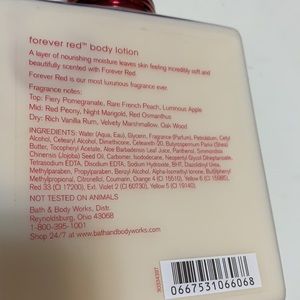 forever red™ body lotion
A layer of nourishing moisture leaves skin feeling incredibly soft and
beautifully scented with Forever Red.
Forever Red is our most luxurious fragrance ever.
Fragrance notes:
Top: Fiery Pomegranate, Rare French Peach, Luminous Apple
Mid: Red Peony, Night Marigold, Red Osmanthus
Dry: Rich Vanilla Rum, Velvety Marshmallow, Oak Wood
INGREDIENTS: Water (Aqua, Eau), Glycerin, Fragrance (Parfum), Petrolatum, Cetyl
Alcohol, Cetearyl Alcohol, Dimethicone, Ceteareth-20, Butyrospermum Parkii (Shea)
Butter, Tocopheryl Acetate, Aloe Barbadensis Leaf Juice, Panthenol, Simmondsia
Chinensis (Jojoba) Seed Oil, Carbomer, Isododecane, Neopentyl Glycol Diheptanoate,
Tetrasodium EDTA, Disodium EDTA, Sodium Hydroxide, BHT, Diazolidinyl Urea,
Methylparaben, Propylparaben, Benzyl Alcohol, Hexyl Cinnamal, Linalool, Butylphenyl
Methylpropional, Citronellol, Coumarin, Orange 4 (CI 15510), Yellow 6 (CI 15985),
Red 33 (CI 17200), Ext. Violet 2 (CI 60730), Yellow 5 (CI 19140).
NOT TESTED ON ANIMALS
Bath & Body Works, Distr.
Reynoldsburg, Ohio 43068
1-800-395-1001
Shop 24/7 at www.bathandbodyworks.com
0667531066068